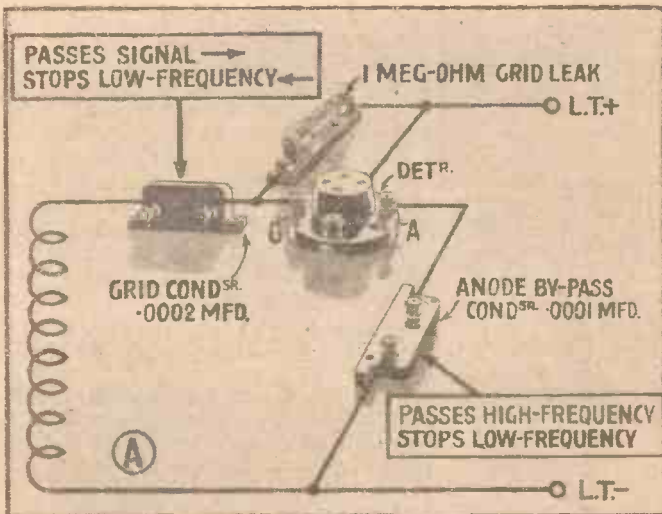 PASSES SIGNAL →
STOPS LOW-FREQUENCY ←
1 MEG-OHM GRID LEAK
L.T.+
DETR.
G
A
GRID CONDSR.
.0002 MFD.
ANODE BY-PASS
CONDSR. .0001 MFD.
PASSES HIGH-FREQUENCY
STOPS LOW-FREQUENCY
A
L.T.-